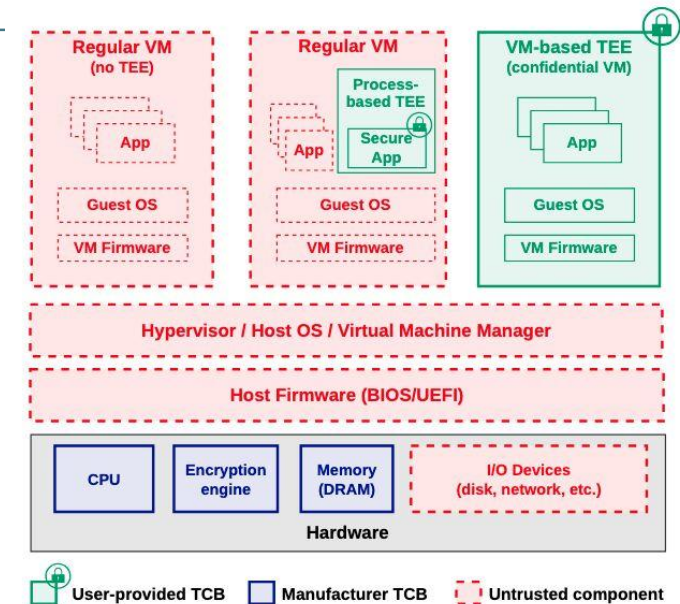 Regular VM
(no TEE)
App
Guest OS
VM Firmware
Regular VM
Process-
based TEE
Secure
App
App
Guest OS
VM Firmware
VM-based TEE
(confidential VM)
App
Guest OS
VM Firmware
Hypervisor / Host OS / Virtual Machine Manager
Host Firmware (BIOS/UEFI)
CPU
Encryption
engine
Memory
(DRAM)
I/O Devices
(disk, network, etc.)
Hardware
User-provided TCB
Manufacturer TCB
Untrusted component